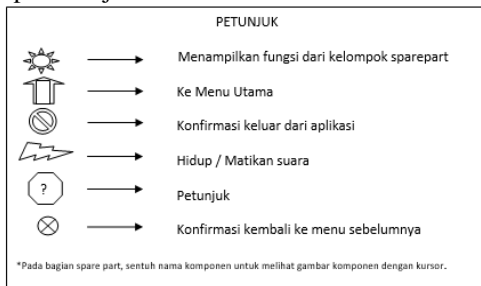 PETUNJUK
Menampilkan fungsi dari kelompok sparepart
Ke Menu Utama
Konfirmasi keluar dari aplikasi
Hidup / Matikan suara
?
Petunjuk
Konfirmasi kembali ke menu sebelumnya
*Pada bagian spare part, sentuh nama komponen untuk melihat gambar komponen dengan kursor.